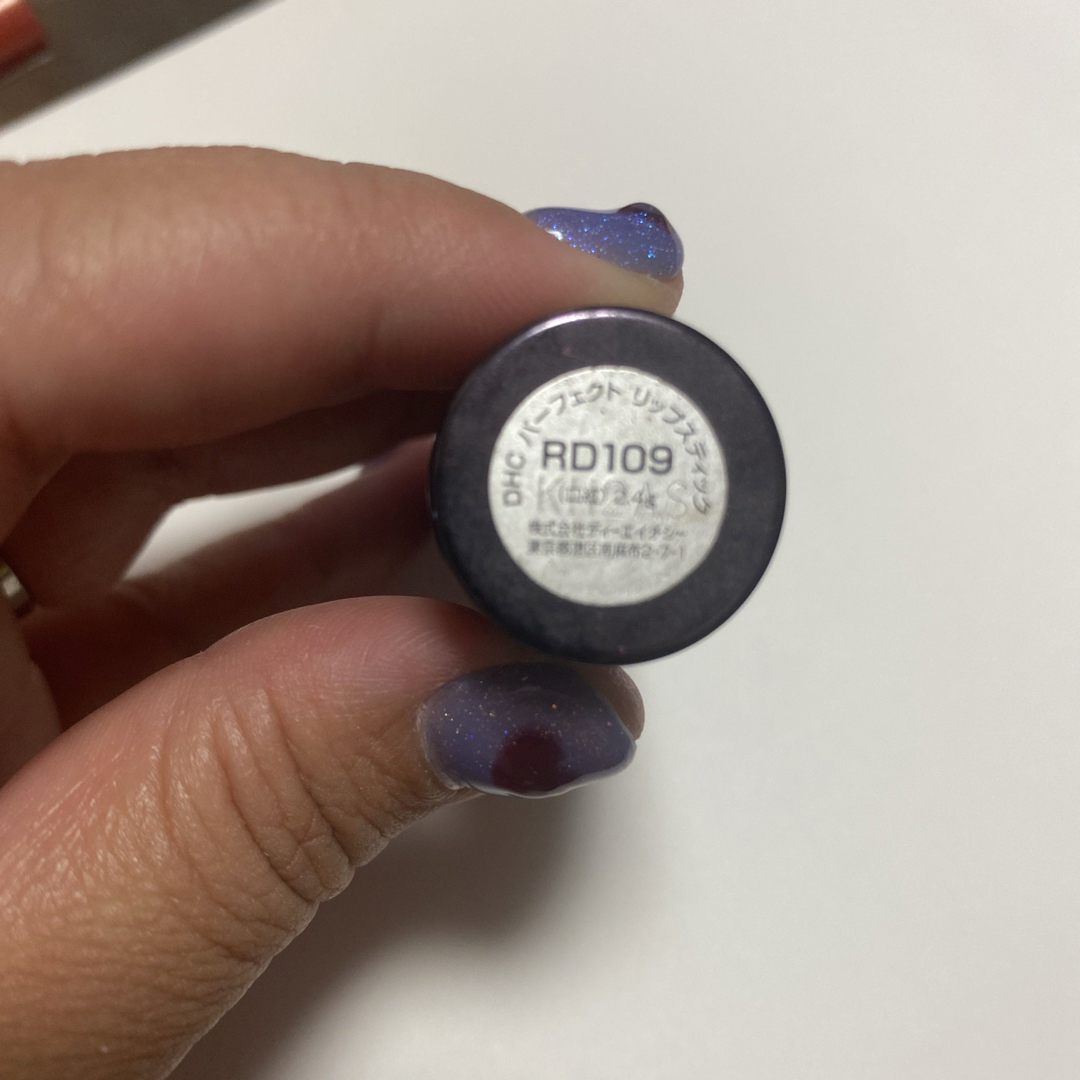 DHC パーフェクト リップスティック
RD109
(口紅) 2.4g
株式会社ディーエイチシー
東京都港区南麻布2-7-1